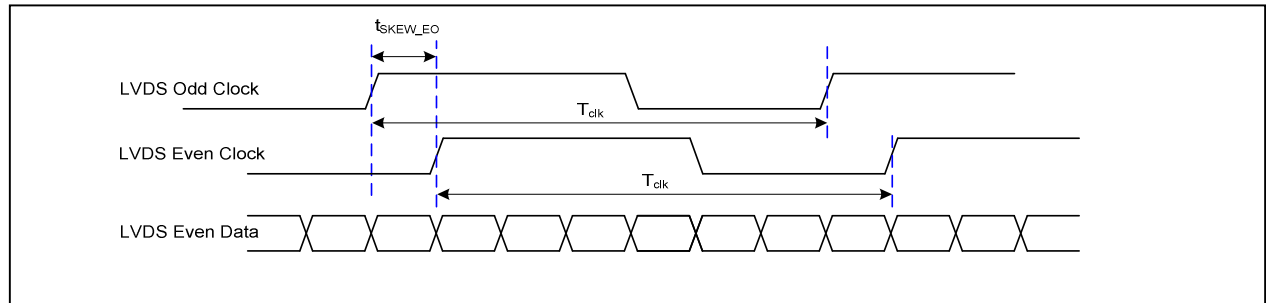 tSKEW_EO
LVDS Odd Clock
Tclk
LVDS Even Clock
Tclk
LVDS Even Data